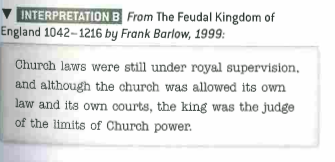 ▼ INTERPRETATION B From The Feudal Kingdom of
England 1042–1216 by Frank Barlow, 1999:
Church laws were still under royal supervision,
and although the church was allowed its own
law and its own courts, the king was the judge
of the limits of Church power.